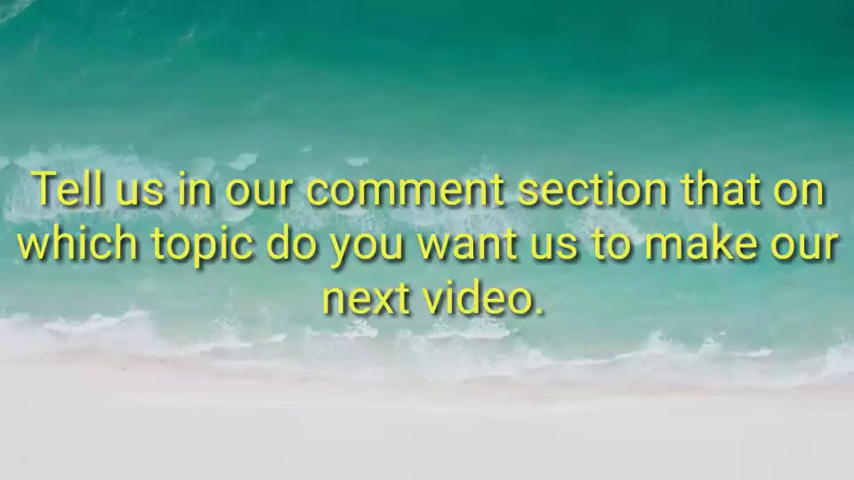 Tell us in our comment section that on
which topic do you want us to make our
next video.